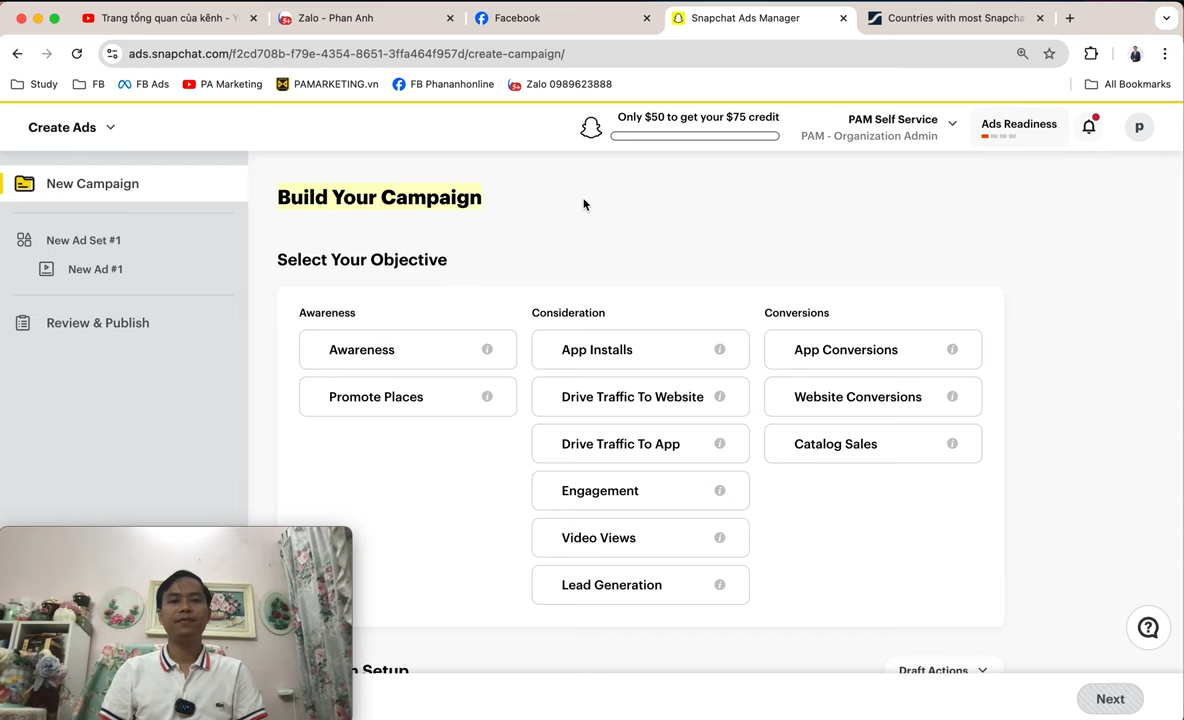 Trang tổng quan của kênh - Y
Zalo - Phan Anh
Facebook
Snapchat Ads Manager
Countries with most Snapcha
ads.snapchat.com/f2cd708b-f79e-4354-8651-3ffa464f957d/create-campaign/
Study
FB
FB Ads
PA Marketing
PAMARKETING.vn
FB Phananhonline
Zalo 0989623888
All Bookmarks
Create Ads
Only $50 to get your $75 credit
PAM Self Service
PAM - Organization Admin
Ads Readiness
p
New Campaign
New Ad Set #1
New Ad #1
Review & Publish
Build Your Campaign
Select Your Objective
Awareness
Consideration
Conversions
Awareness
App Installs
App Conversions
Promote Places
Drive Traffic To Website
Website Conversions
Drive Traffic To App
Catalog Sales
Engagement
Video Views
Lead Generation
Setup
Draft Actions
Next